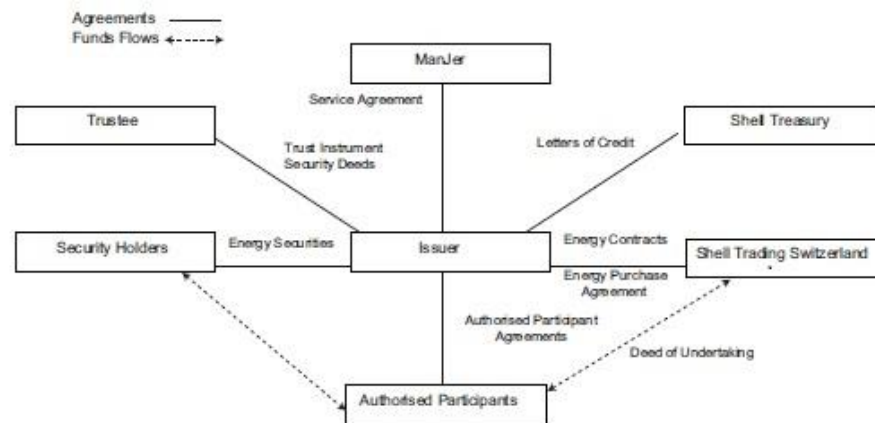 Agreements
Funds Flows
ManJer
Service Agreement
Trustee
Shell Treasury
Trust Instrument
Security Deeds
Letters of Credit
Security Holders
Energy Securities
Issuer
Energy Contracts
Shell Trading Switzerland
Energy Purchase
Agreement
Authorised Participant
Agreements
Deed of Undertaking
Authorised Participants